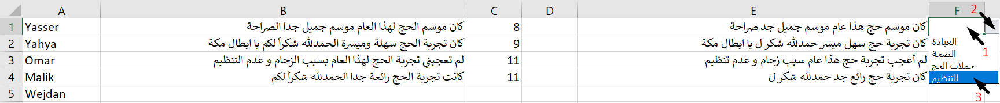 A B C D E F 2
1 Yasser كان موسم الحج لهذا العام موسم جميل جدا الصراحة 8 كان موسم حج هذا عام موسم جميل جد صراحة
2 Yahya كان تجربة الحج سهلة وميسرة الحمدلله شكراً لكم يا ابطال مكة 9 كان تجربة حج سهل ميسر حمدلله شكر ل يا ابطال مكة العبادة
3 Omar لم تعجبني تجربة الحج لهذا العام بسبب الزحام و عدم التنظيم 11 لم أعجب تجربة حج هذا عام سبب زحام و عدم تنظيم الصحة 1
حملات الحج
4 Malik كانت تجربة الحج رائعة جدا الحمدلله شكراً لكم 11 كان تجربة حج رائع جد حمدلله شكر ل التنظيم
5 Wejdan 3